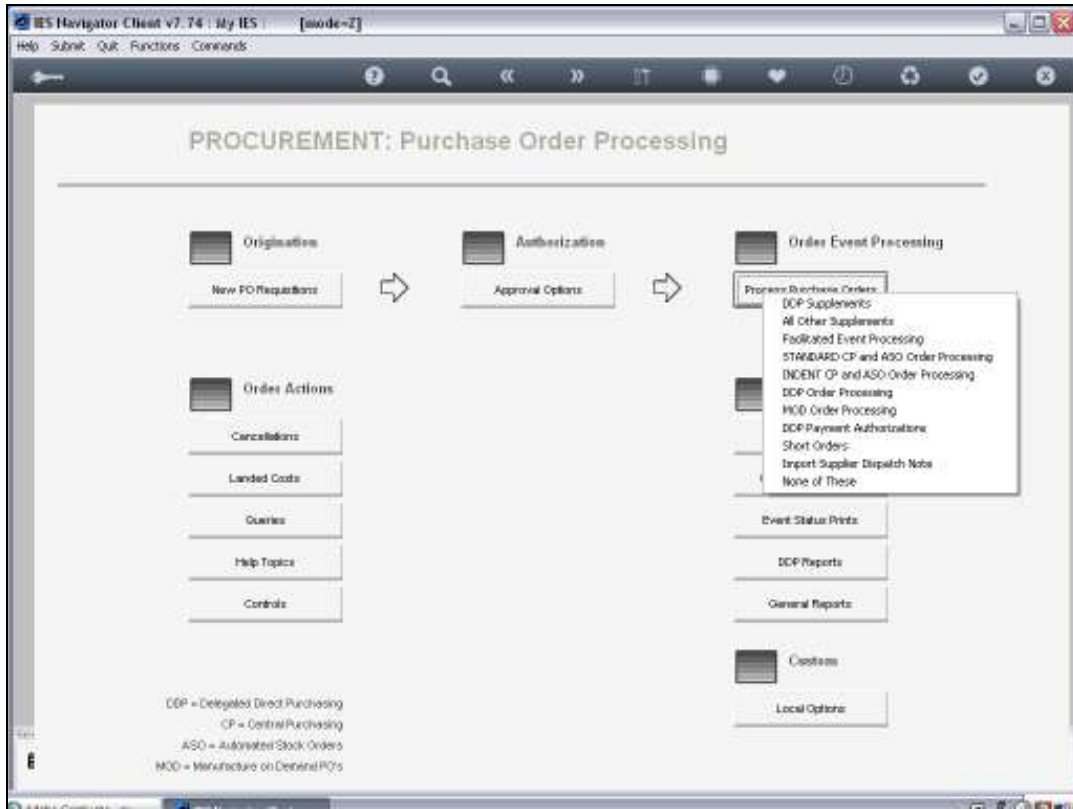 IES Navigator Client v7.74 : My IES : [mode=Z]
Help Submit Quit Functions Commands
PROCUREMENT: Purchase Order Processing
Origination
Authorization
Order Event Processing
New PO Requisitions
Approval Options
Process Purchase Orders
DDP Supplements
All Other Supplements
Facilitated Event Processing
STANDARD CP and ASO Order Processing
INDENT CP and ASO Order Processing
DDP Order Processing
MOD Order Processing
DDP Payment Authorizations
Short Orders
Import Supplier Dispatch Note
None of These
Order Actions
Cancellations
Landed Costs
Queries
Event Status Prints
Help Topics
DDP Reports
Controls
General Reports
Custom
Local Options
DDP = Delegated Direct Purchasing
CP = Central Purchasing
ASO = Automated Stock Orders
MOD = Manufacture on Demand PO's